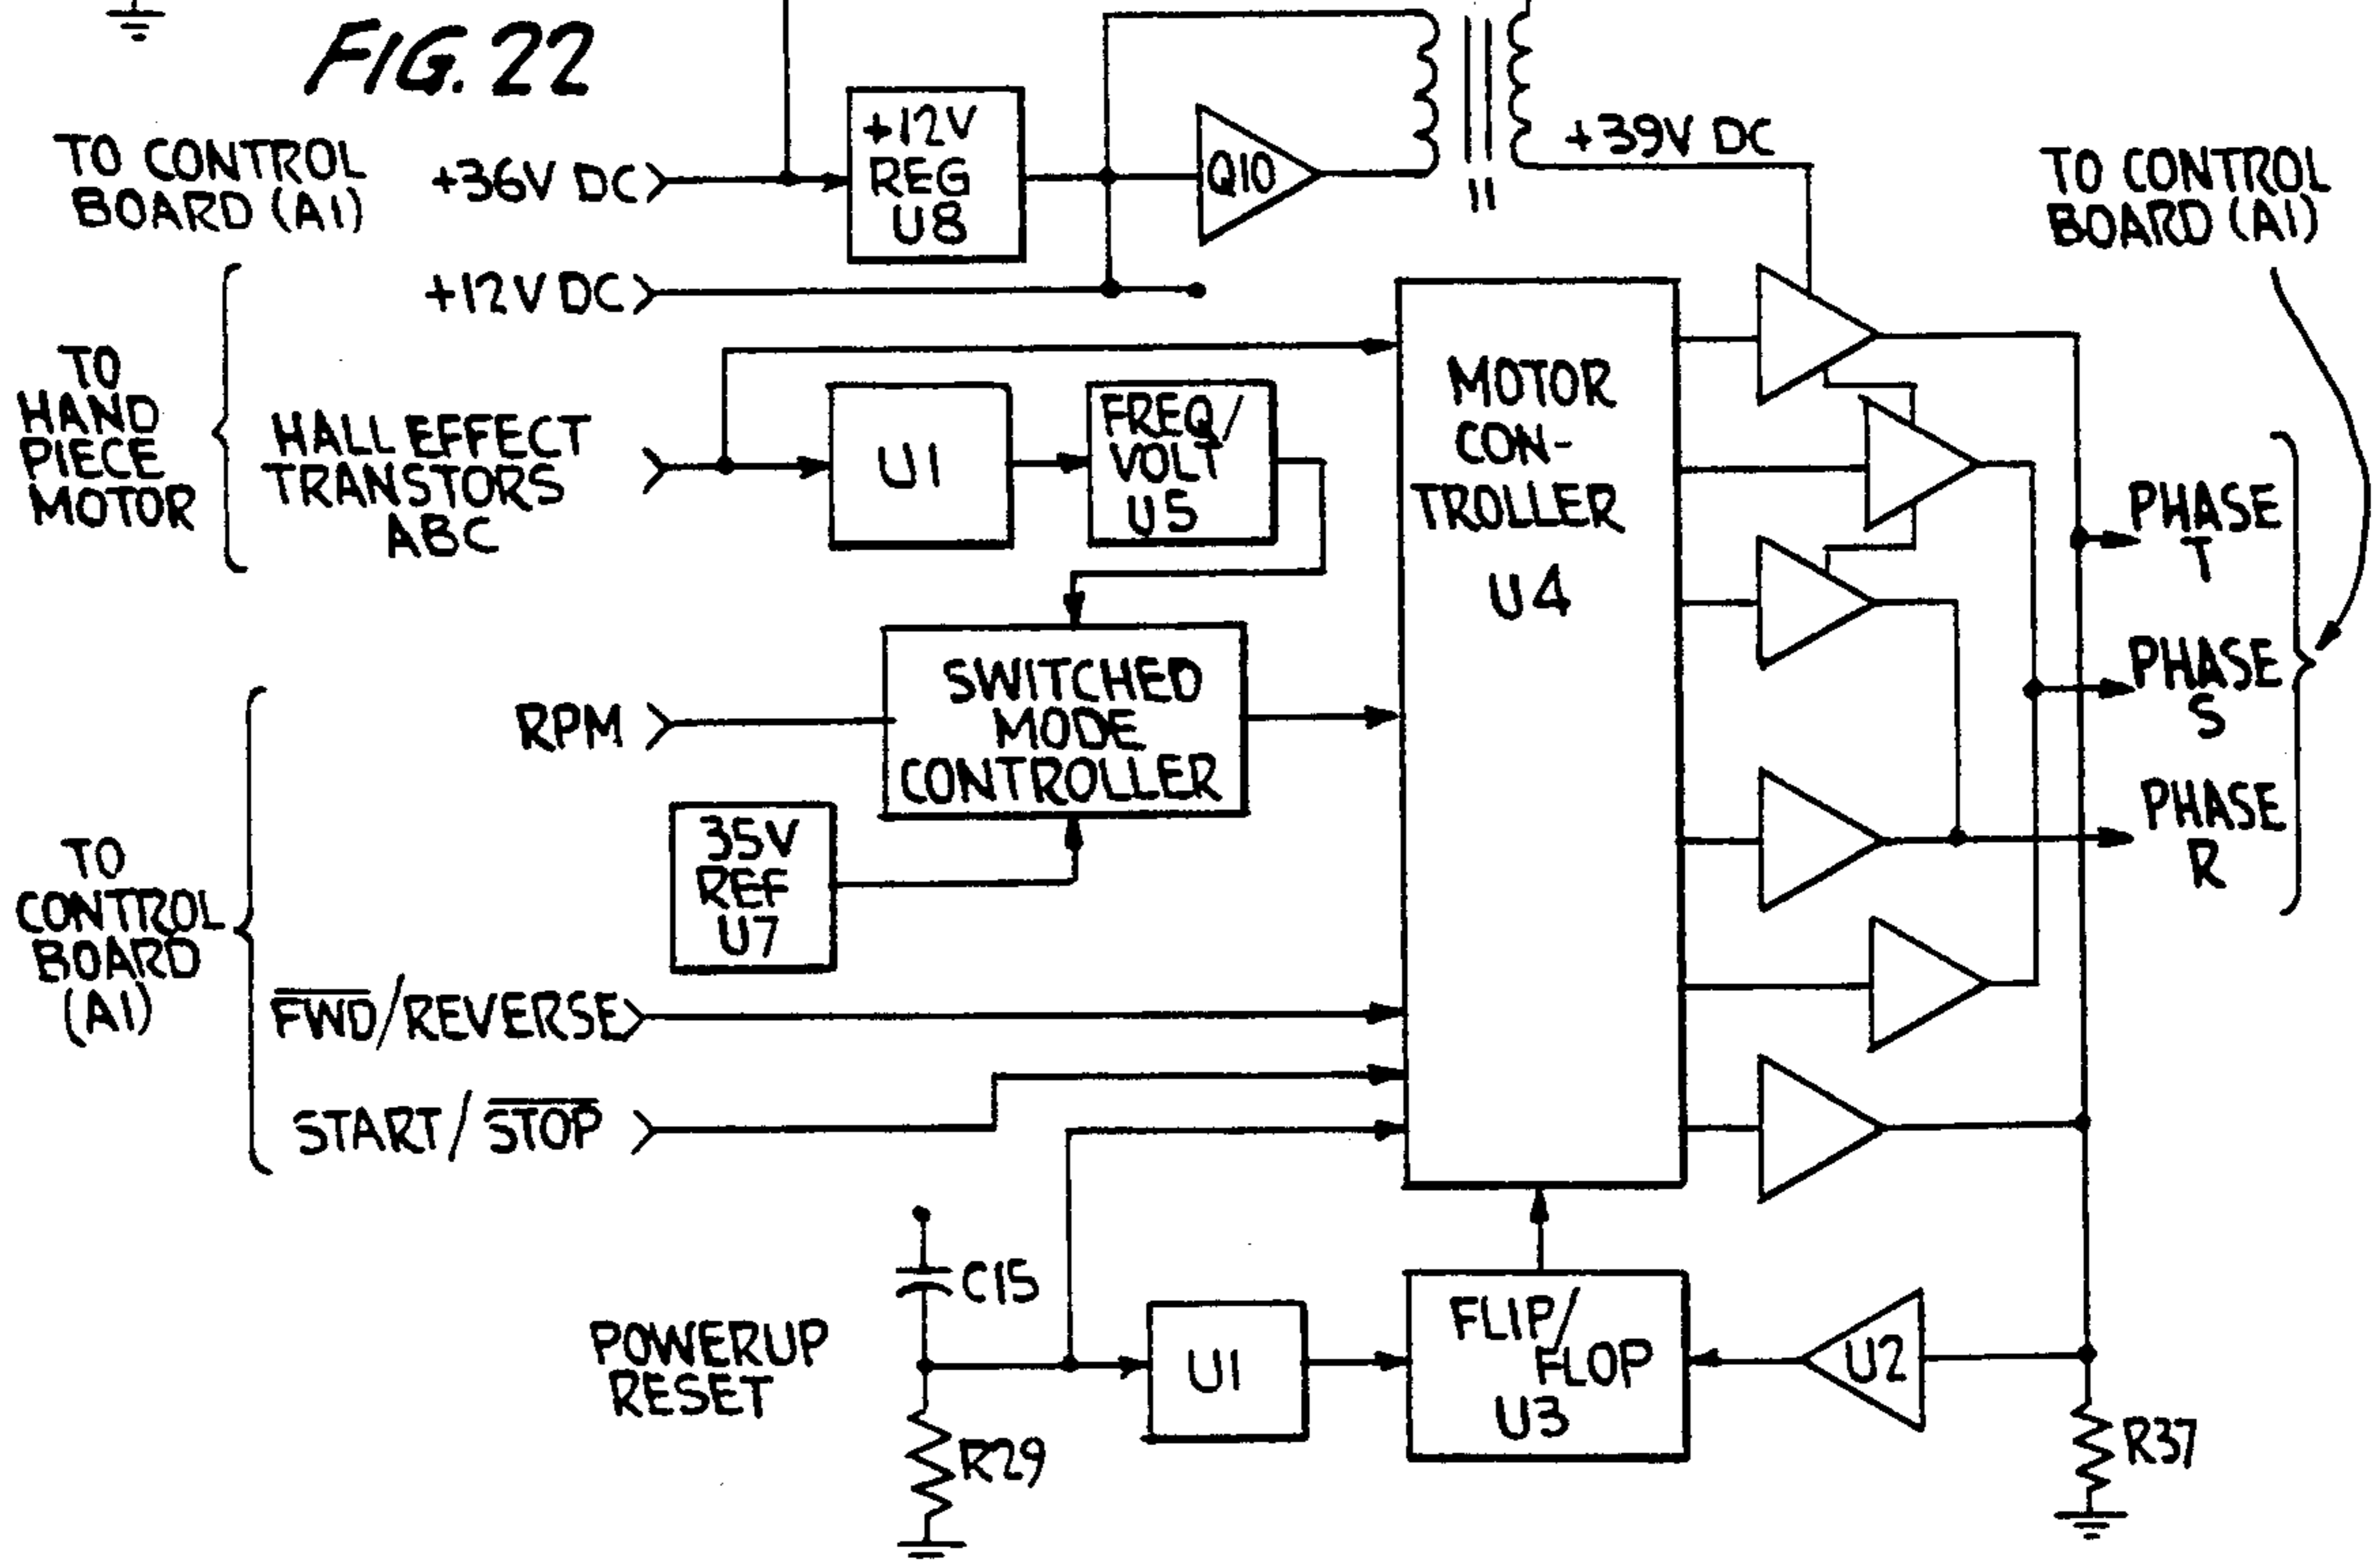 FIG. 22
TO CONTROL
BOARD (A1)
+36V DC
+12V
REG
U8
Q10
+39V DC
TO CONTROL
BOARD (A1)
+12V DC
TO
HAND
PIECE
MOTOR
HALL EFFECT
TRANSTORS
ABC
U1
FREQ/
VOLT
U5
MOTOR
CON-
TROLLER
U4
PHASE
T
PHASE
S
PHASE
R
RPM
SWITCHED
MODE
CONTROLLER
35V
REF
U7
TO
CONTROL
BOARD
(A1)
FWD/REVERSE
START/STOP
POWERUP
RESET
C15
R29
U1
FLIP/
FLOP
U3
U2
R37